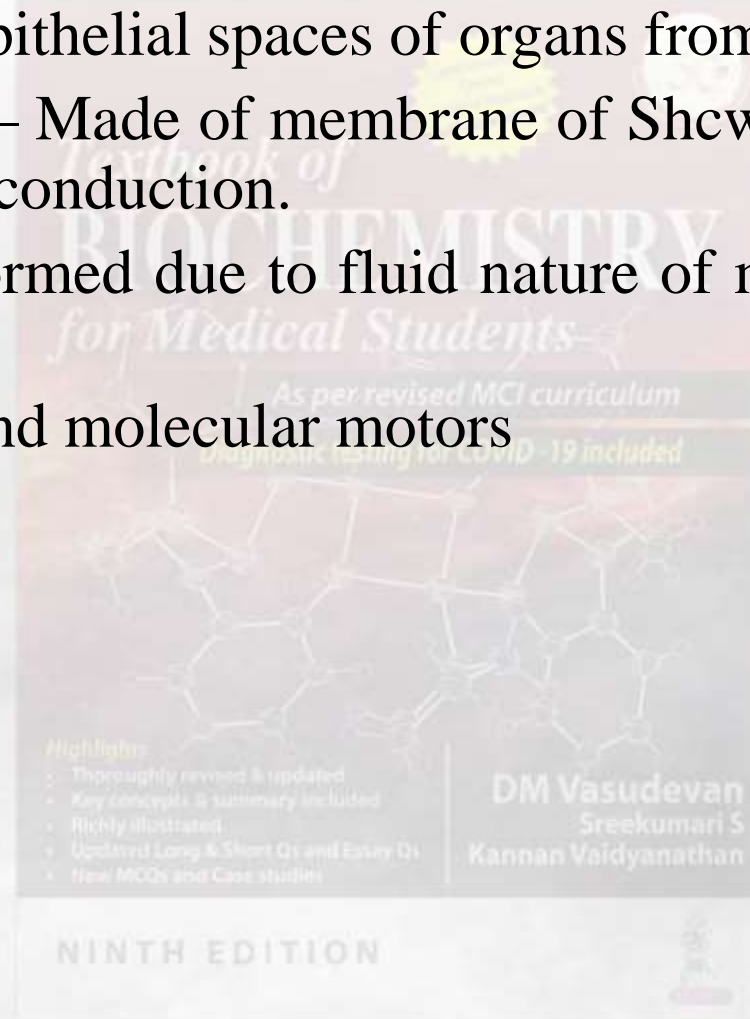 pithelial spaces of organs from
– Made of membrane of Shcw
Textbook of
conduction.
BIOCHEMISTRY
ormed due to fluid nature of m
for Medical Students
As per revised MCI curriculum
nd molecular motors
Diagnostic testing for COVID-19 included
Highlights
• Thoroughly revised & updated
• Key concepts & summary included
• Richly illustrated
• Updated Long & Short Qs and Essay Qs
• New MCQs and Case studies
DM Vasudevan
Sreekumari S
Kannan Vaidyanathan
NINTH EDITION